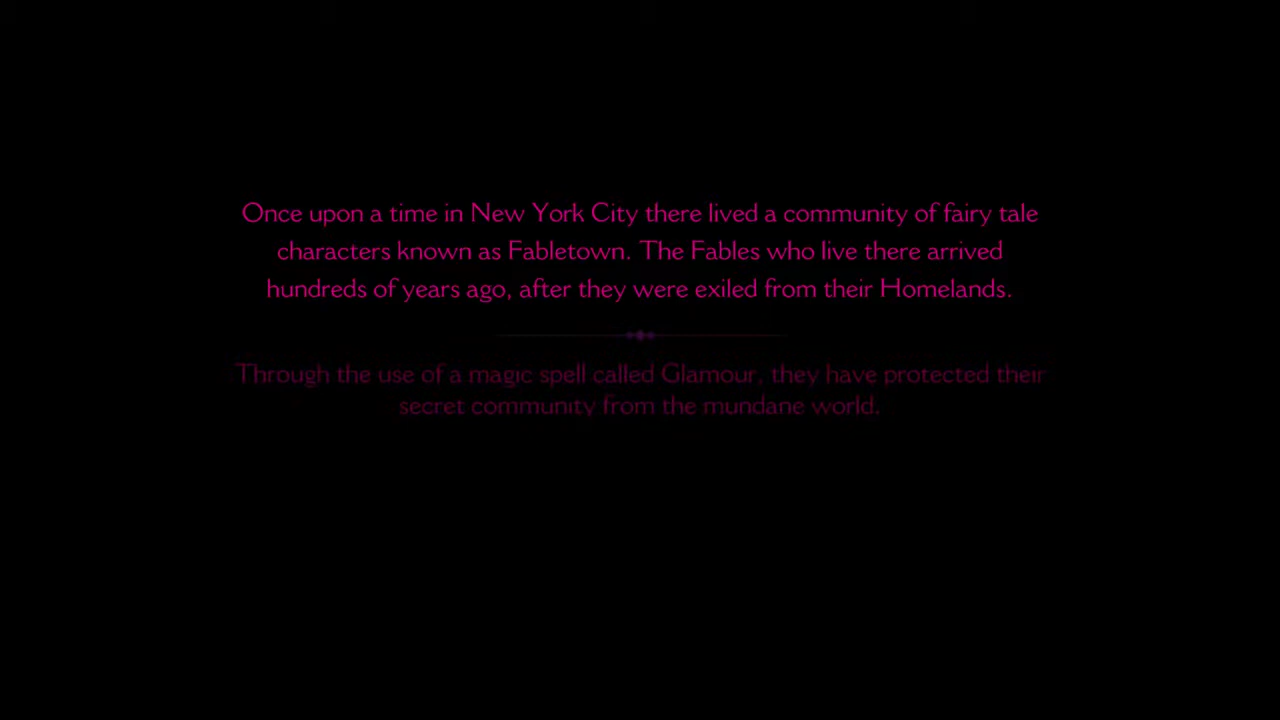 Once upon a time in New York City there lived a community of fairy tale
characters known as Fabletown. The Fables who live there arrived
hundreds of years ago, after they were exiled from their Homelands.
Through the use of a magic spell called Glamour, they have protected their
secret community from the mundane world.